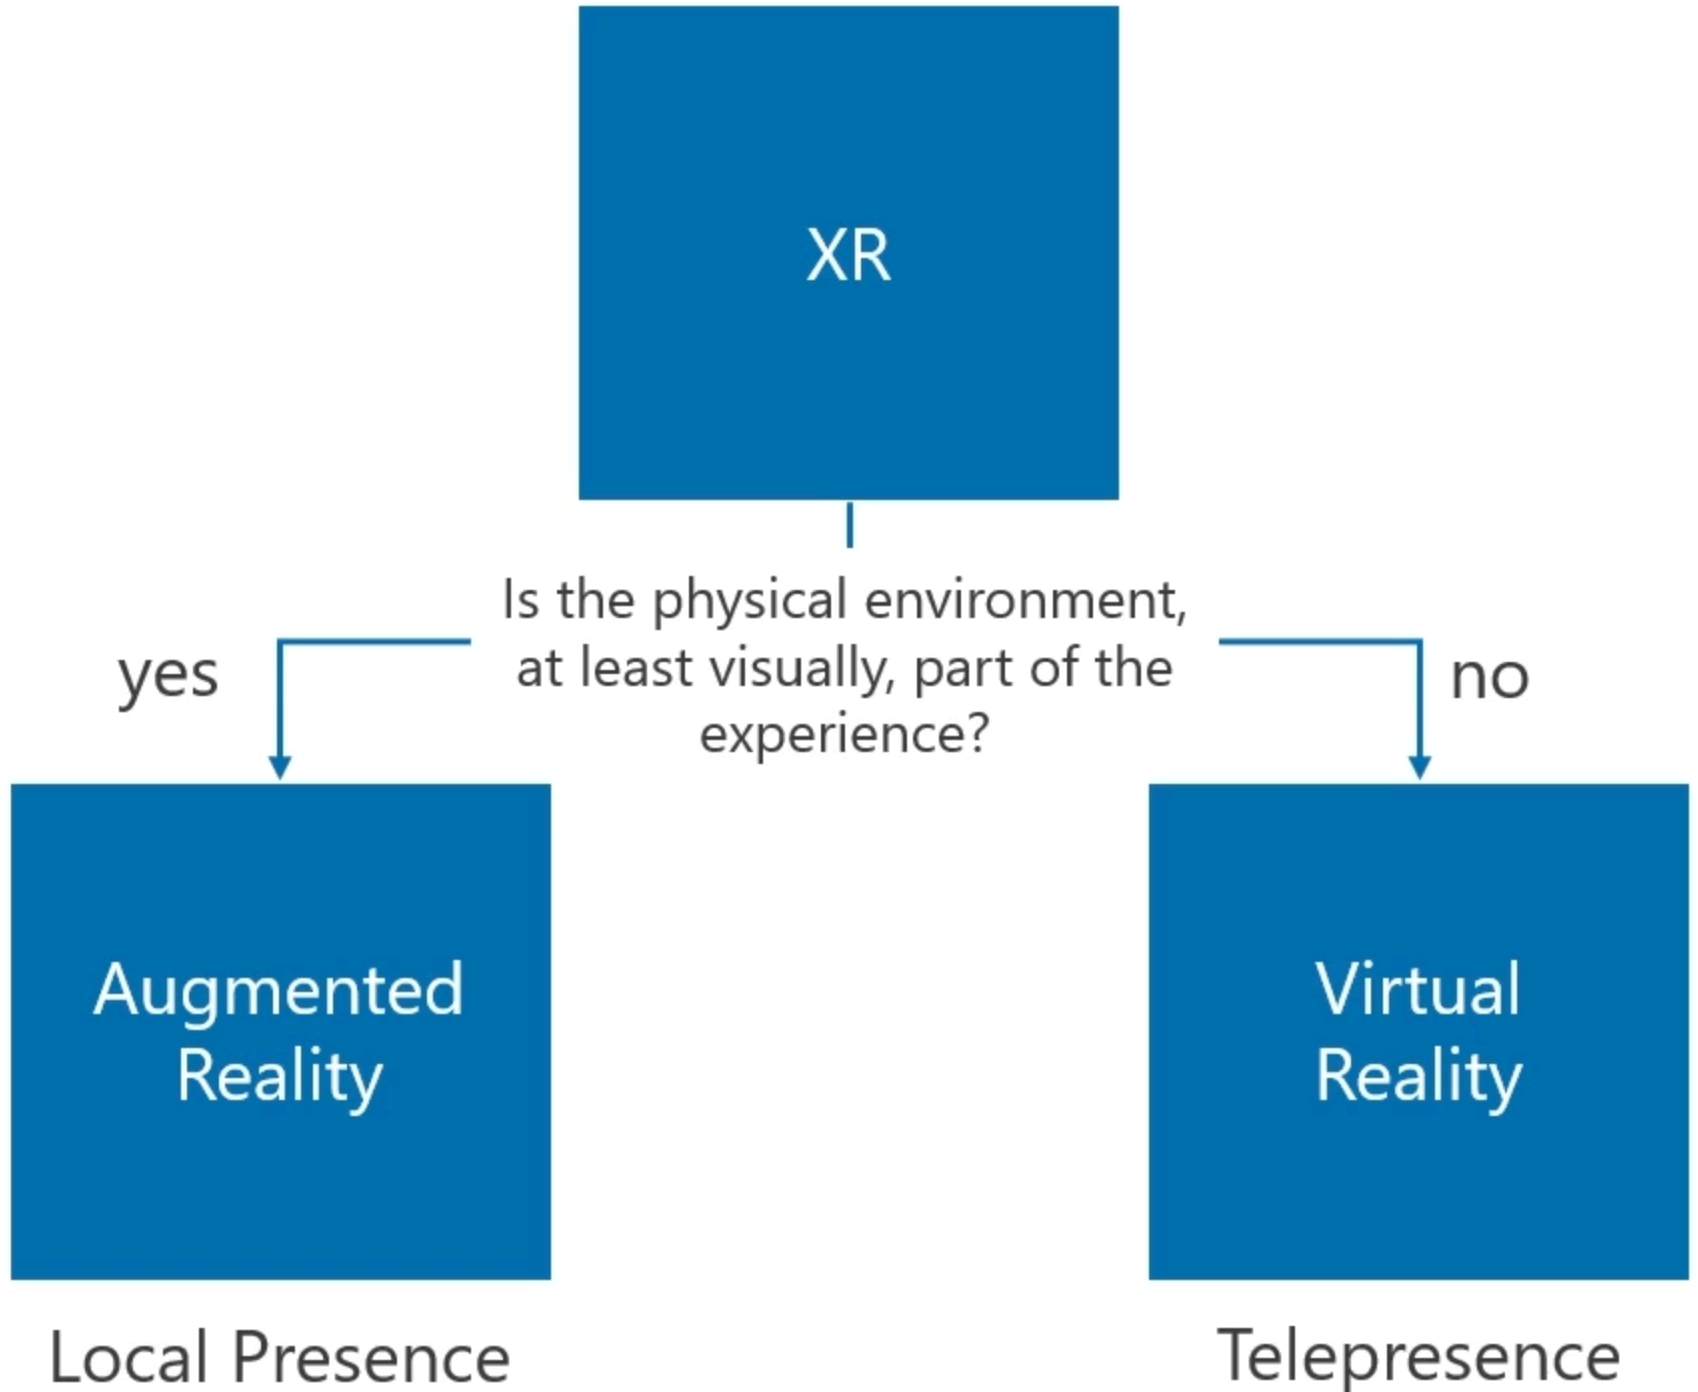 XR
Is the physical environment,
at least visually, part of the
experience?
yes
no
Augmented
Reality
Virtual
Reality
Local Presence
Telepresence